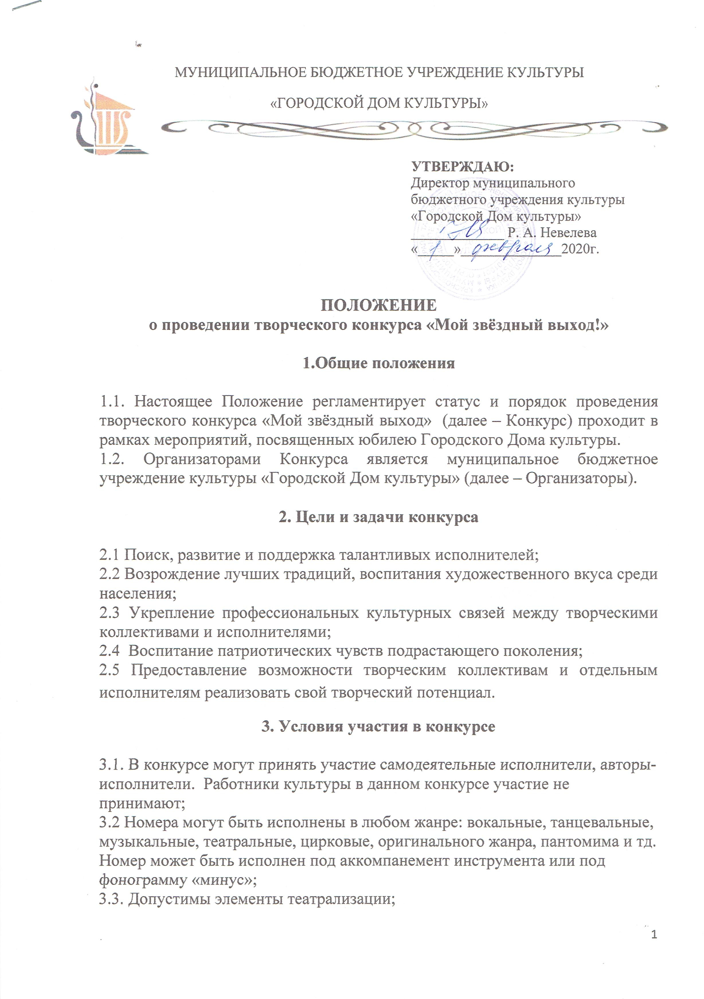 МУНИЦИПАЛЬНОЕ БЮДЖЕТНОЕ УЧРЕЖДЕНИЕ КУЛЬТУРЫ
«ГОРОДСКОЙ ДОМ КУЛЬТУРЫ»
УТВЕРЖДАЮ:
Директор муниципального
бюджетного учреждения культуры
«Городской Дом культуры»
Р. А. Невелева
« 1 » февраля 2020г.
ПОЛОЖЕНИЕ
о проведении творческого конкурса «Мой звёздный выход!»
1.Общие положения
1.1. Настоящее Положение регламентирует статус и порядок проведения
творческого конкурса «Мой звёздный выход» (далее – Конкурс) проходит в
рамках мероприятий, посвященных юбилею Городского Дома культуры.
1.2. Организаторами Конкурса является муниципальное бюджетное
учреждение культуры «Городской Дом культуры» (далее – Организаторы).
2. Цели и задачи конкурса
2.1 Поиск, развитие и поддержка талантливых исполнителей;
2.2 Возрождение лучших традиций, воспитания художественного вкуса среди
населения;
2.3 Укрепление профессиональных культурных связей между творческими
коллективами и исполнителями;
2.4 Воспитание патриотических чувств подрастающего поколения;
2.5 Предоставление возможности творческим коллективам и отдельным
исполнителям реализовать свой творческий потенциал.
3. Условия участия в конкурсе
3.1. В конкурсе могут принять участие самодеятельные исполнители, авторы-
исполнители. Работники культуры в данном конкурсе участие не
принимают;
3.2 Номера могут быть исполнены в любом жанре: вокальные, танцевальные,
музыкальные, театральные, цирковые, оригинального жанра, пантомима и тд.
Номер может быть исполнен под аккомпанемент инструмента или под
фонограмму «минус»;
3.3. Допустимы элементы театрализации;
1